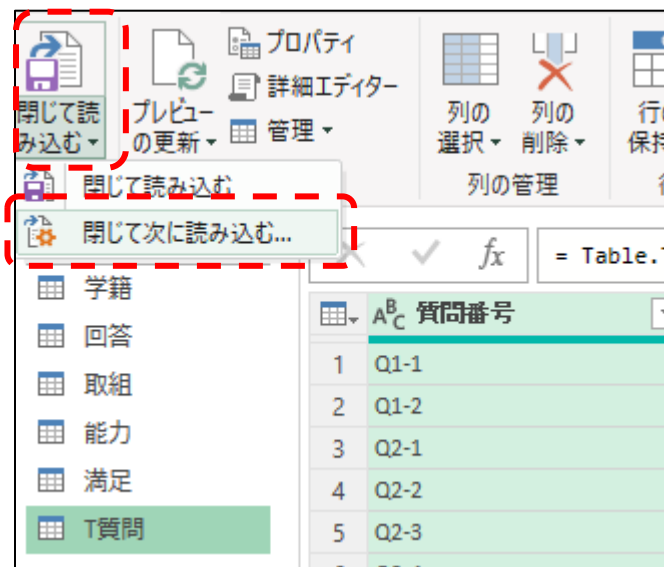 閉じて読
み込む
プレビュー
の更新
プロパティ
詳細エディター
管理
列の
選択
列の
削除
列の管理
行の
保持
閉じて読み込む
閉じて次に読み込む...
fx
= Table.
学籍
回答
取組
能力
満足
T質問
ABC 質問番号
1 Q1-1
2 Q1-2
3 Q2-1
4 Q2-2
5 Q2-3